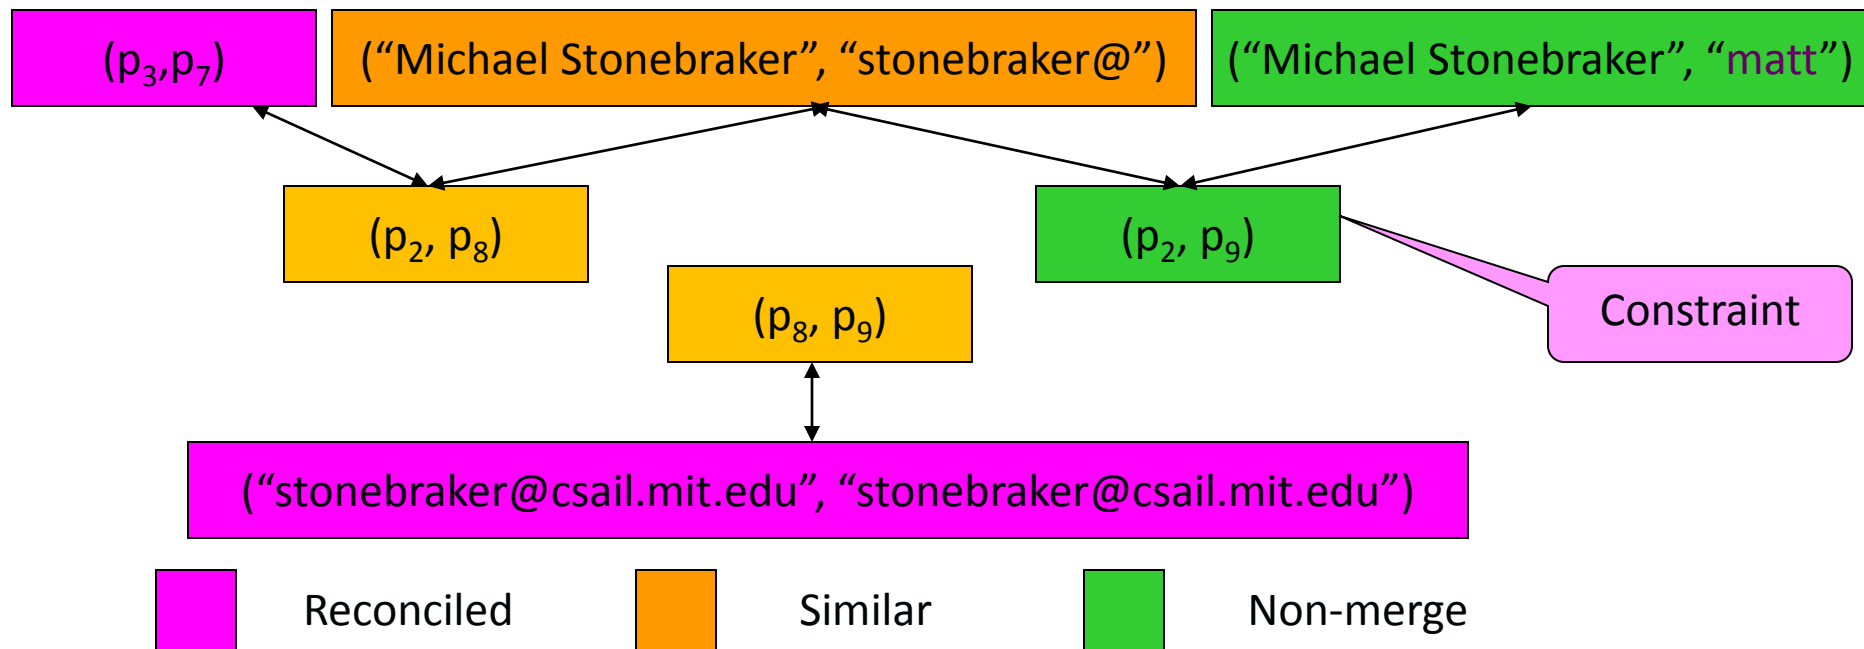 (p₃,p₇)
(“Michael Stonebraker”, “stonebraker@”)
(“Michael Stonebraker”, “matt”)
(p₂, p₈)
(p₂, p₉)
(p₈, p₉)
Constraint
(“stonebraker@csail.mit.edu”, “stonebraker@csail.mit.edu”)
Reconciled
Similar
Non-merge